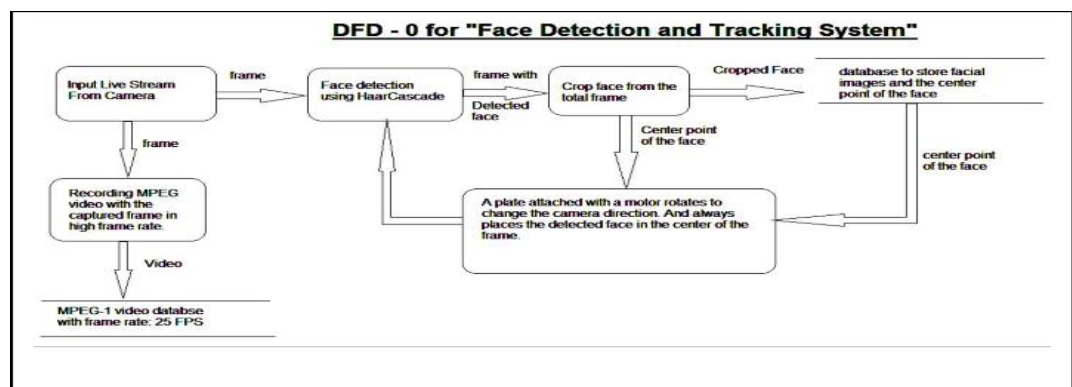 DFD - 0 for "Face Detection and Tracking System"
Input Live Stream
From Camera
frame
Face detection
using HaarCascade
frame with
Detected
face
Crop face from the
total frame
Cropped Face
database to store facial
images and the center
point of the face
frame
Center point
of the face
center point
of the face
Recording MPEG
video with the
captured frame in
high frame rate.
A plate attached with a motor rotates to
change the camera direction. And always
places the detected face in the center of the
frame.
Video
MPEG-1 video databse
with frame rate: 25 FPS